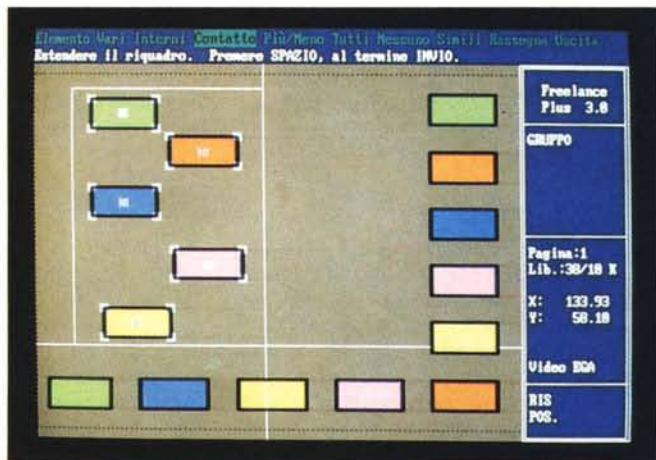 Elemento Vari Interni Contatto Più/Meno Tutti Nessuno Simili Rassegna Uscita
Estendere il riquadro. Premere SPAZIO, al termine INVIO.
Freelance
Plus 3.0
GRUPPO
Pagina:1
Lib.:38/18 K
X: 133.93
Y: 58.10
Video EGA
RIS
POS.